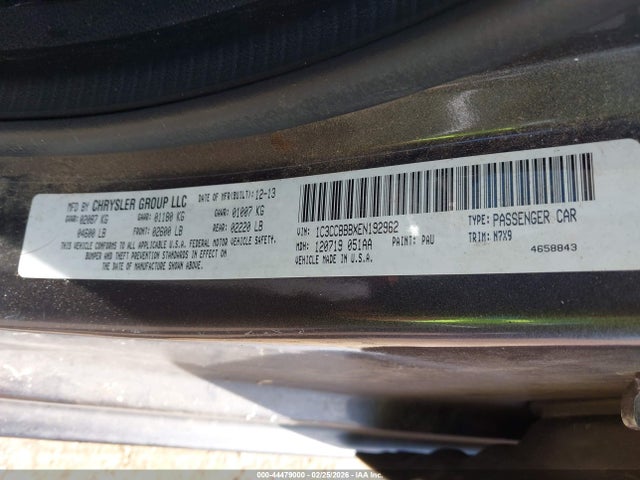 MFD BY CHRYSLER GROUP LLC DATE OF MFR(BUILT): 12-13
GVWR: 02087 KG GAWR: 01180 KG GAWR: 01007 KG
04600 LB FRONT: 02600 LB REAR: 02220 LB
THIS VEHICLE CONFORMS TO ALL APPLICABLE U.S.A. FEDERAL MOTOR VEHICLE SAFETY,
BUMPER AND THEFT PREVENTION STANDARDS IN EFFECT ON
THE DATE OF MANUFACTURE SHOWN ABOVE.
VIN: 1C3CCBBBXEN192962 TYPE: PASSENGER CAR
MDH: 120719 051AA PAINT: PAU TRIM: N7X9
VEHICLE MADE IN U.S.A. 4658843
000-44479000 - 02/25/2026 - IAA Inc.